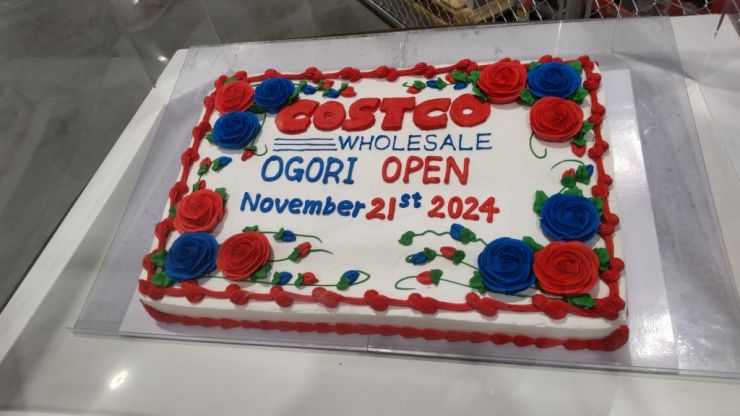 COSTCO
WHOLESALE
OGORI OPEN
November 21st 2024